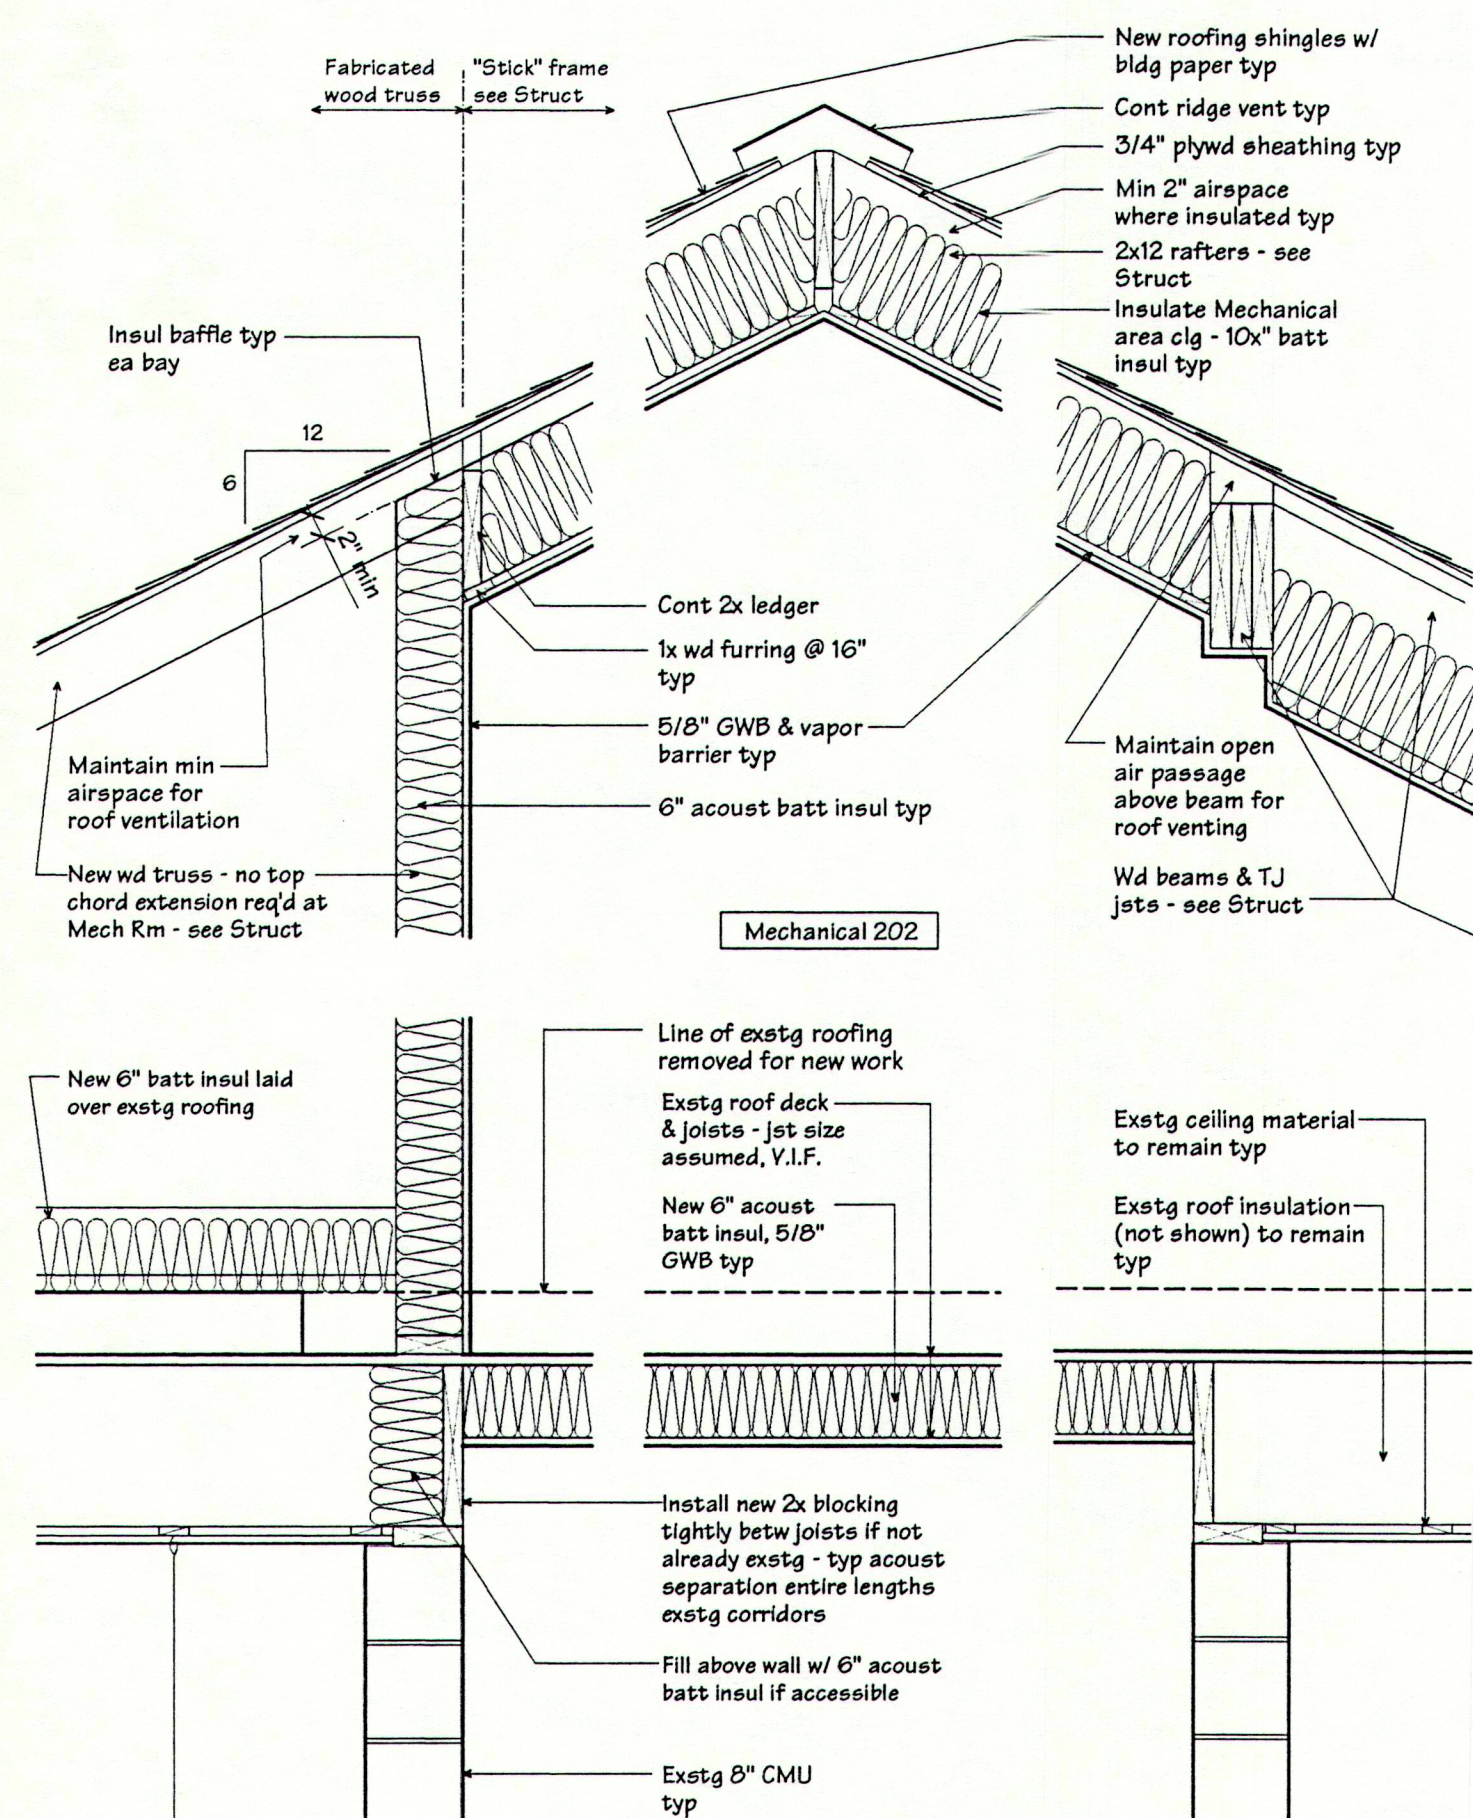 Fabricated
wood truss
"Stick" frame
see Struct
New roofing shingles w/
bldg paper typ
Cont ridge vent typ
3/4" plywd sheathing typ
Min 2" airspace
where insulated typ
2x12 rafters - see
Struct
Insulate Mechanical
area clg - 10x" batt
insul typ
Insul baffle typ
ea bay
12
6
2" min
Cont 2x ledger
1x wd furring @ 16"
typ
5/8" GWB & vapor
barrier typ
6" acoust batt insul typ
Maintain min
airspace for
roof ventilation
New wd truss - no top
chord extension req'd at
Mech Rm - see Struct
Maintain open
air passage
above beam for
roof venting
Wd beams & TJ
jsts - see Struct
Mechanical 202
New 6" batt insul laid
over exstg roofing
Line of exstg roofing
removed for new work
Exstg roof deck
& joists - jst size
assumed, V.I.F.
New 6" acoust
batt insul, 5/8"
GWB typ
Exstg ceiling material
to remain typ
Exstg roof insulation
(not shown) to remain
typ
Install new 2x blocking
tightly betw joists if not
already exstg - typ acoust
separation entire lengths
exstg corridors
Fill above wall w/ 6" acoust
batt insul if accessible
Exstg 8" CMU
typ